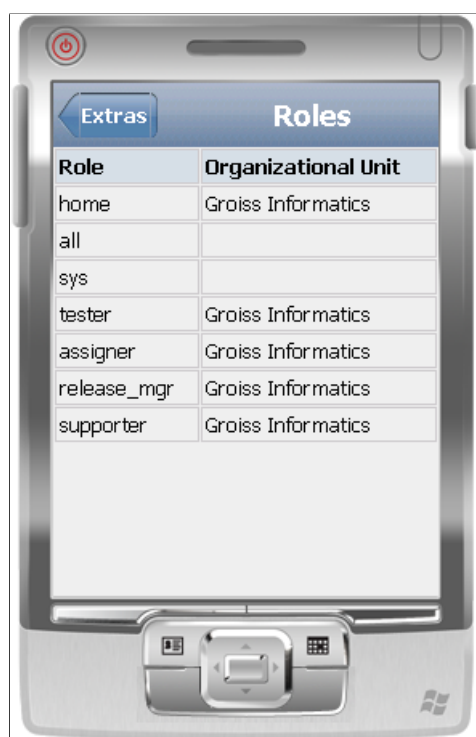 Extras
Roles
Role Organizational Unit
home Groiss Informatics
all
sys
tester Groiss Informatics
assigner Groiss Informatics
release_mgr Groiss Informatics
supporter Groiss Informatics